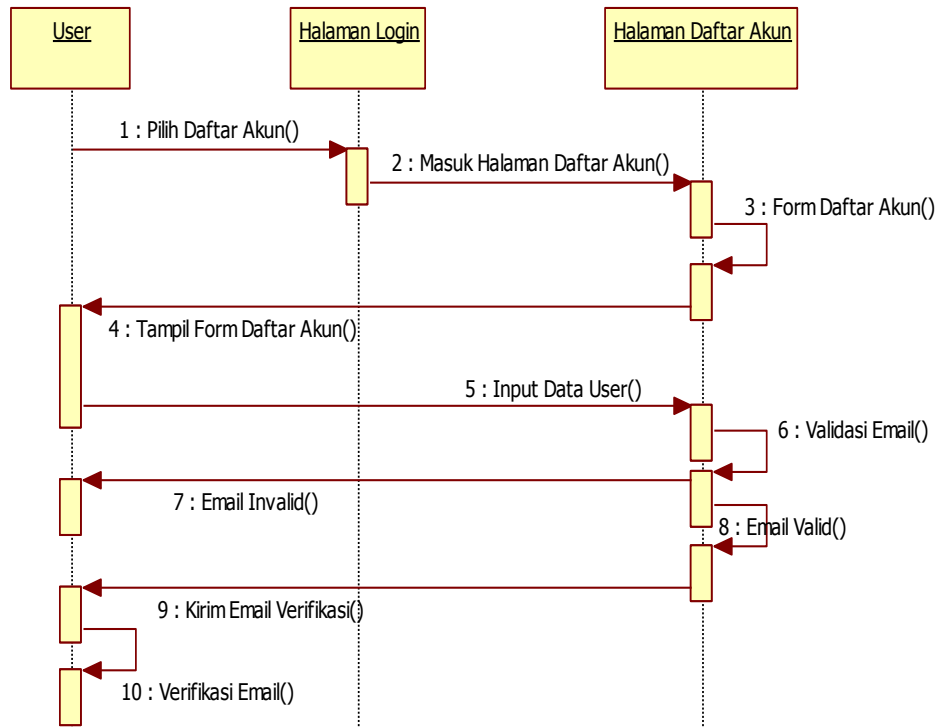 User
Halaman Login
Halaman Daftar Akun
1 : Pilih Daftar Akun()
2 : Masuk Halaman Daftar Akun()
3 : Form Daftar Akun()
4 : Tampil Form Daftar Akun()
5 : Input Data User()
6 : Validasi Email()
7 : Email Invalid()
8 : Email Valid()
9 : Kirim Email Verifikasi()
10 : Verifikasi Email()